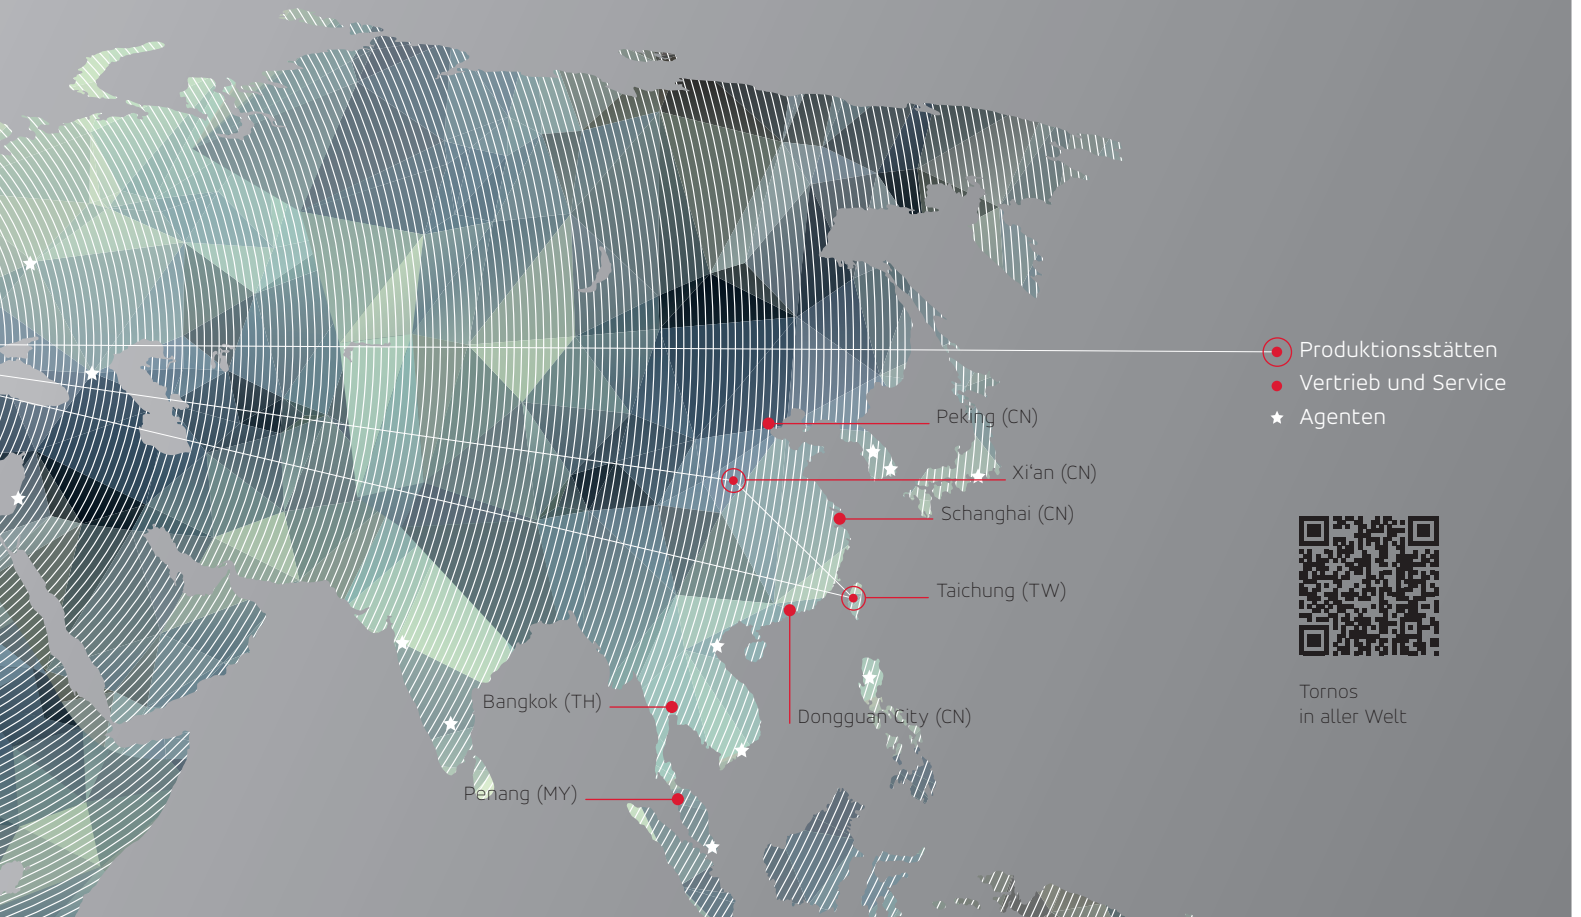 Produktionsstätten
Vertrieb und Service
Agenten
Peking (CN)
Xi‘an (CN)
Schanghai (CN)
Taichung (TW)
Bangkok (TH)
Dongguan City (CN)
Penang (MY)
Tornos
in aller Welt